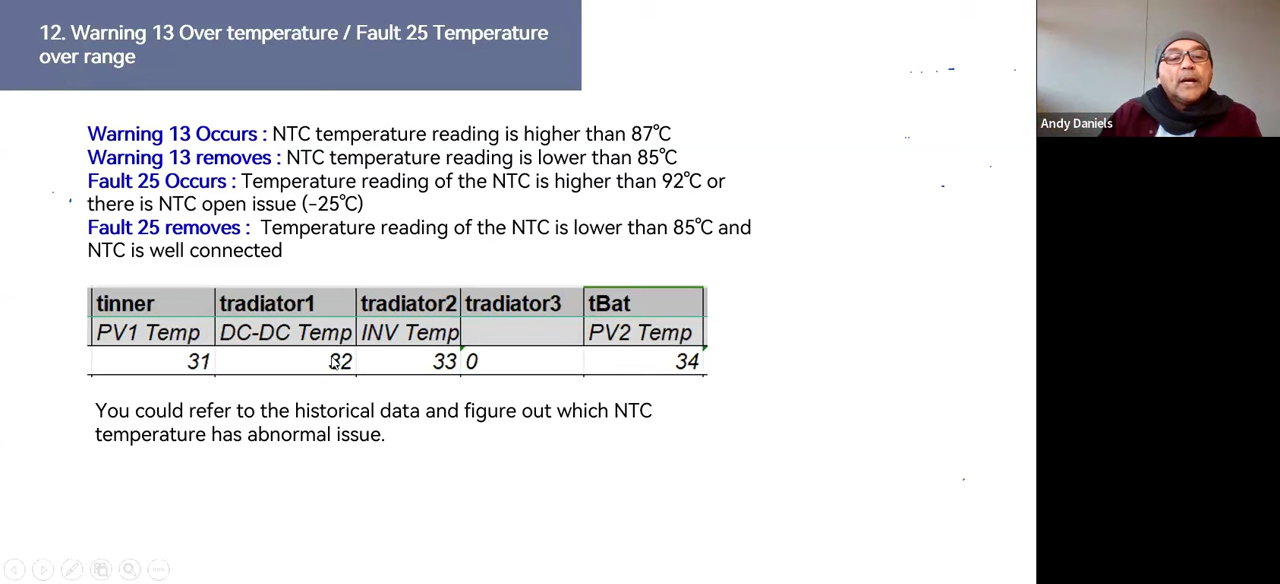 12. Warning 13 Over temperature / Fault 25 Temperature
over range
Andy Daniels
Warning 13 Occurs : NTC temperature reading is higher than 87℃
Warning 13 removes : NTC temperature reading is lower than 85℃
Fault 25 Occurs : Temperature reading of the NTC is higher than 92℃ or
there is NTC open issue (-25℃)
Fault 25 removes : Temperature reading of the NTC is lower than 85℃ and
NTC is well connected
tinner tradiator1 tradiator2 tradiator3 tBat
PV1 Temp DC-DC Temp INV Temp PV2 Temp
31 32 33 0 34
You could refer to the historical data and figure out which NTC
temperature has abnormal issue.